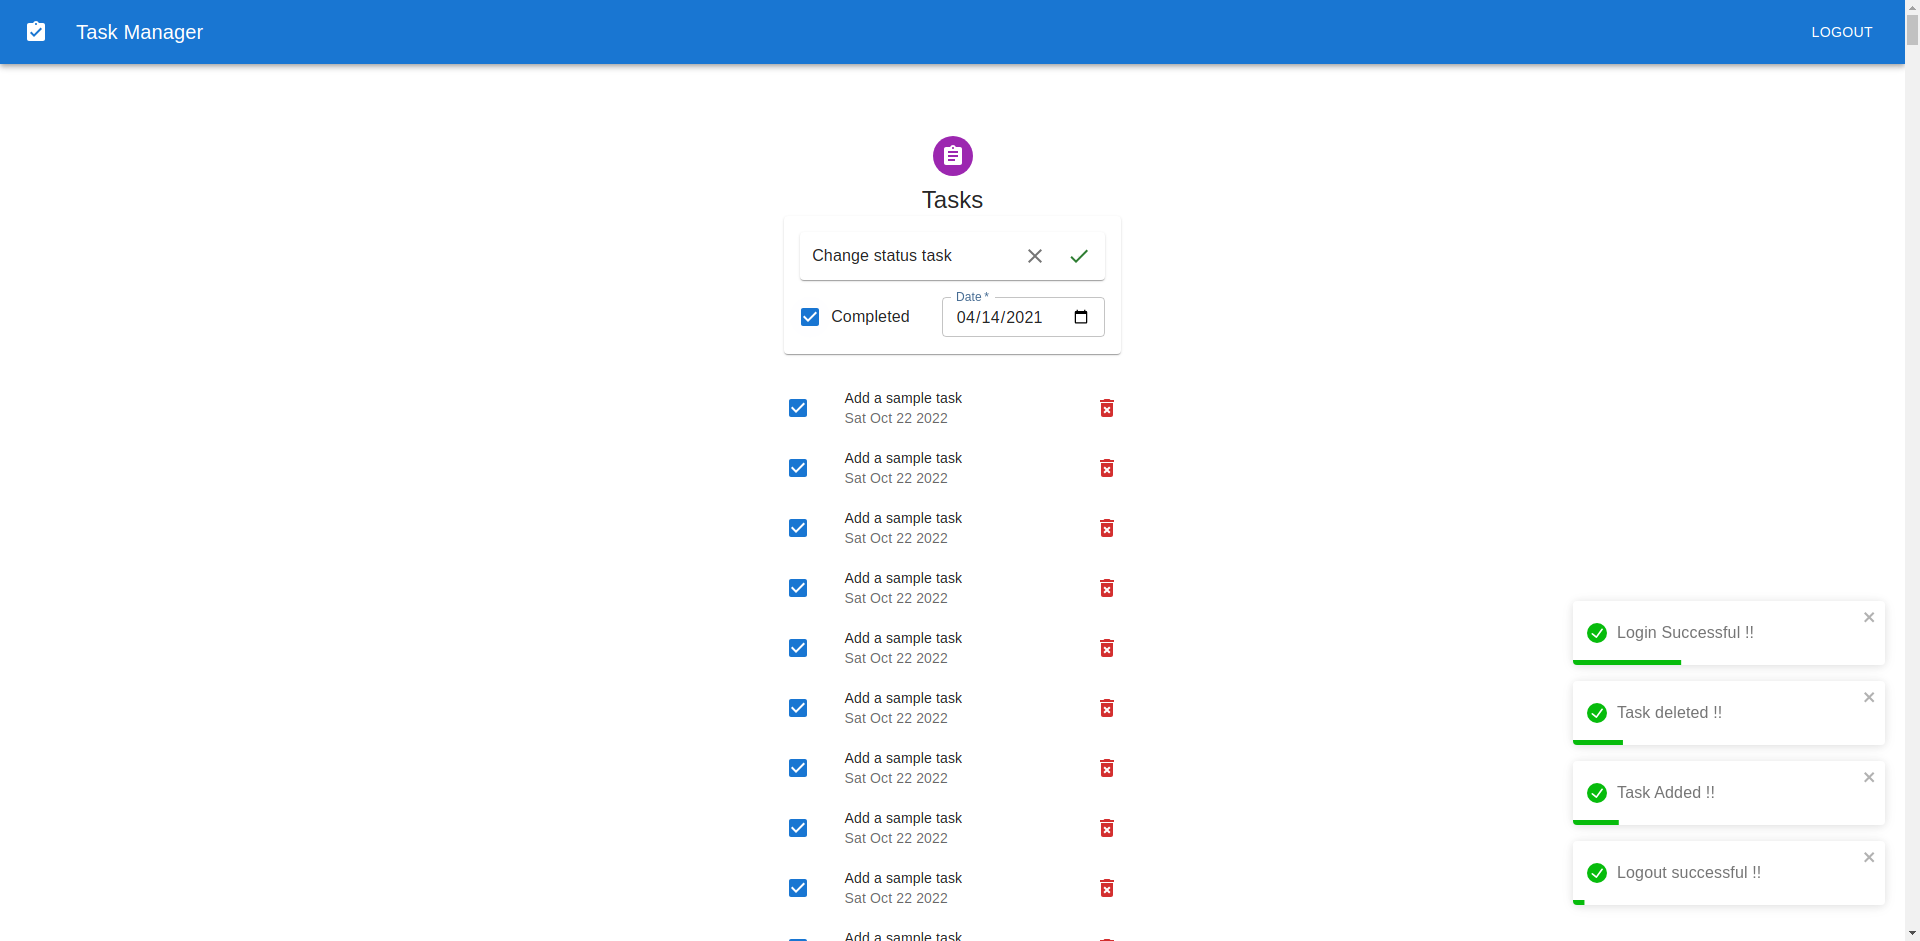 Task Manager
LOGOUT
Tasks
Change status task
Date *
Completed
04/14/2021
Add a sample task
Sat Oct 22 2022
Add a sample task
Sat Oct 22 2022
Add a sample task
Sat Oct 22 2022
Add a sample task
Sat Oct 22 2022
Add a sample task
Sat Oct 22 2022
Add a sample task
Sat Oct 22 2022
Add a sample task
Sat Oct 22 2022
Add a sample task
Sat Oct 22 2022
Add a sample task
Sat Oct 22 2022
Add a sample task
Login Successful !!
Task deleted !!
Task Added !!
Logout successful !!